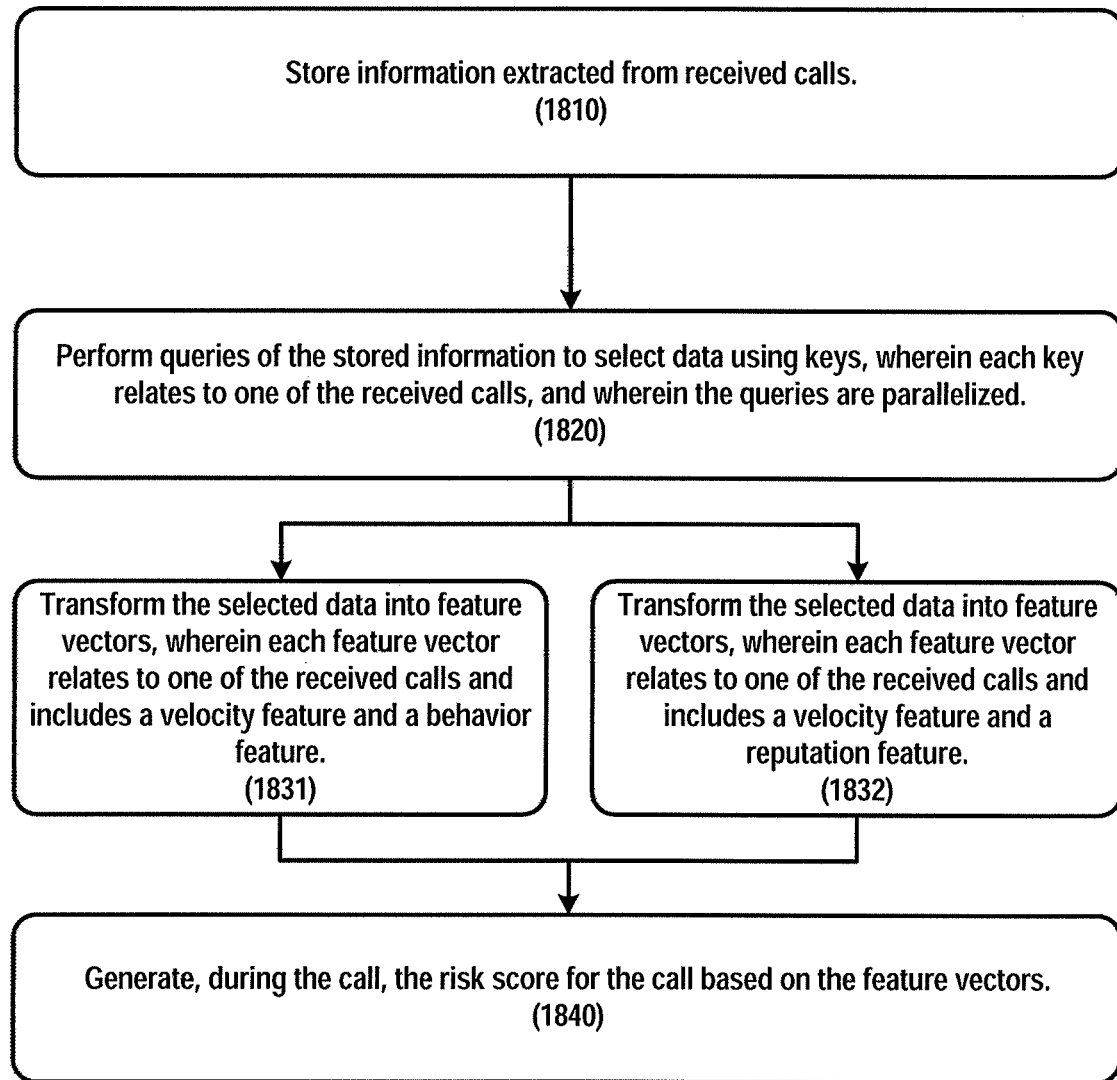 Store information extracted from received calls.
(1810)
Perform queries of the stored information to select data using keys, wherein each key
relates to one of the received calls, and wherein the queries are parallelized.
(1820)
Transform the selected data into feature
vectors, wherein each feature vector
relates to one of the received calls and
includes a velocity feature and a behavior
feature.
(1831)
Transform the selected data into feature
vectors, wherein each feature vector
relates to one of the received calls and
includes a velocity feature and a
reputation feature.
(1832)
Generate, during the call, the risk score for the call based on the feature vectors.
(1840)